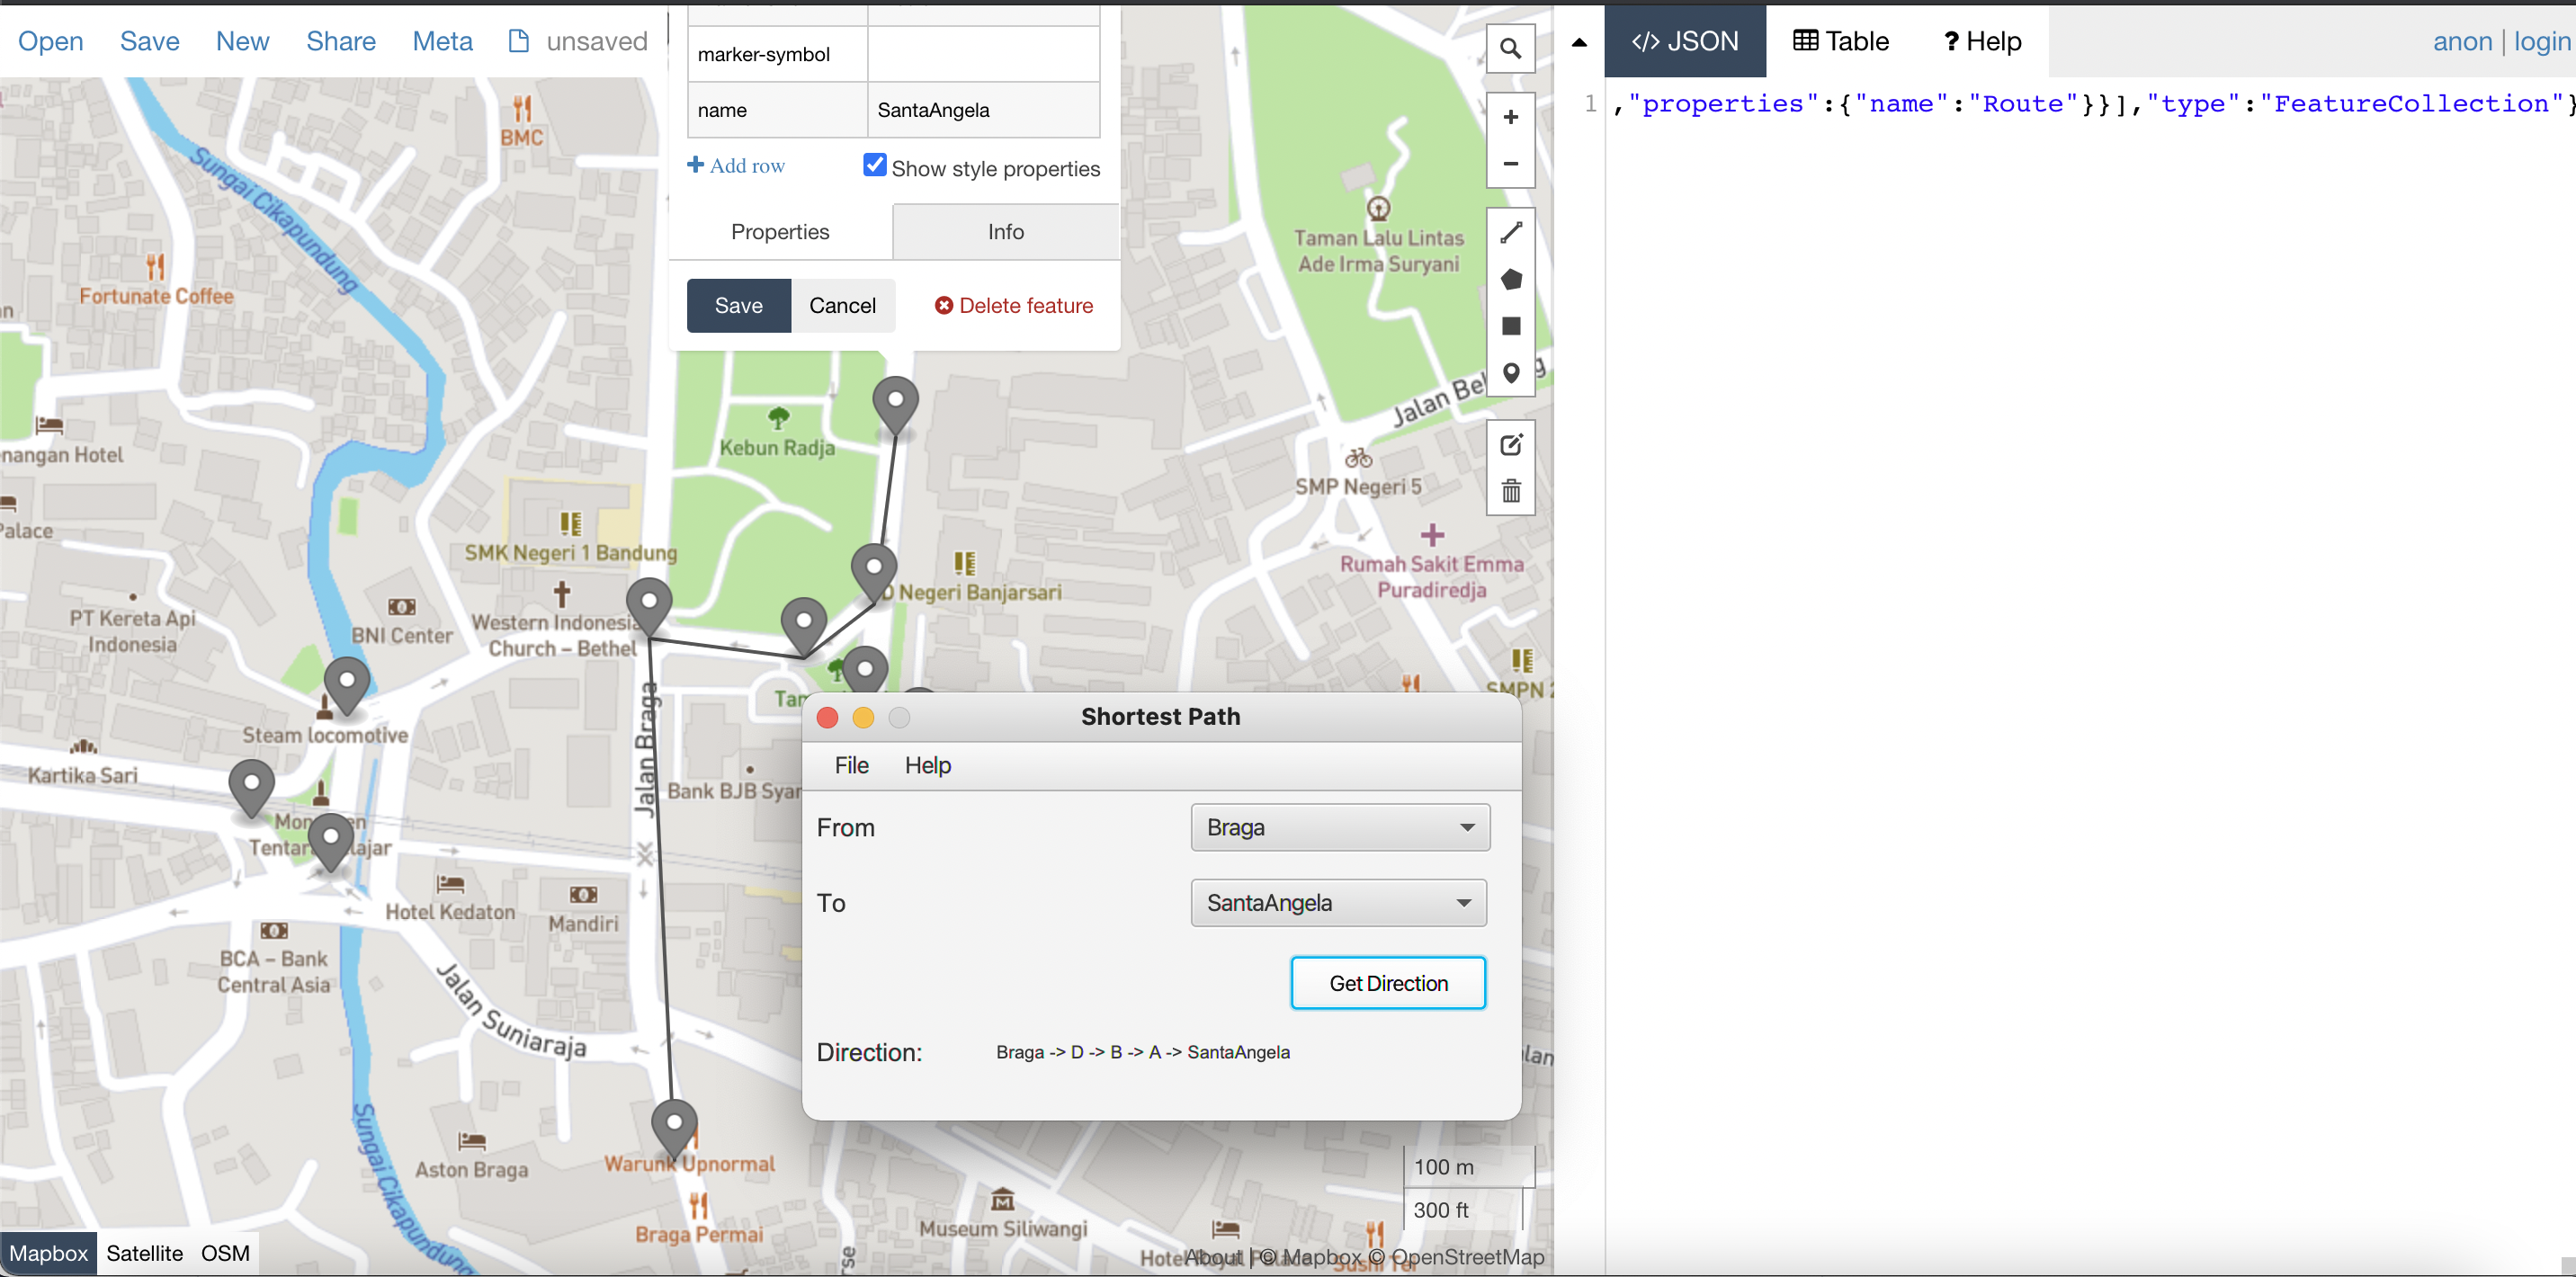 Open Save New Share Meta unsaved
marker-symbol
name SantaAngela
Add row Show style properties
Properties Info
Save Cancel Delete feature
</> JSON Table ? Help anon | login
1 ,"properties":{"name":"Route"}}],"type":"FeatureCollection"}
BMC
Sungai Cikapundung
Fortunate Coffee
Taman Lalu Lintas
Ade Irma Suryani
Jalan Bel
g
Kebun Radja
nangan Hotel
SMP Negeri 5
Palace
SMK Negeri 1 Bandung
Rumah Sakit Emma
Puradiredja
D Negeri Banjarsari
PT Kereta Api
Indonesia
BNI Center
Western Indonesia
Church – Bethel
SMPN 2
Tam
Steam locomotive
Jalan Braga
Kartika Sari
Bank BJB Syar
Mon en
Tentar lajar
Hotel Kedaton
Mandiri
BCA – Bank
Central Asia
Jalan Suniaraja
Sungai Cikapundung
Aston Braga
Warunk Upnormal
Braga Permai
Museum Siliwangi
Shortest Path
File Help
From Braga
To SantaAngela
Get Direction
Direction: Braga -> D -> B -> A -> SantaAngela
lan
100 m
300 ft
rse
Mapbox Satellite OSM
About | © Mapbox © OpenStreetMap